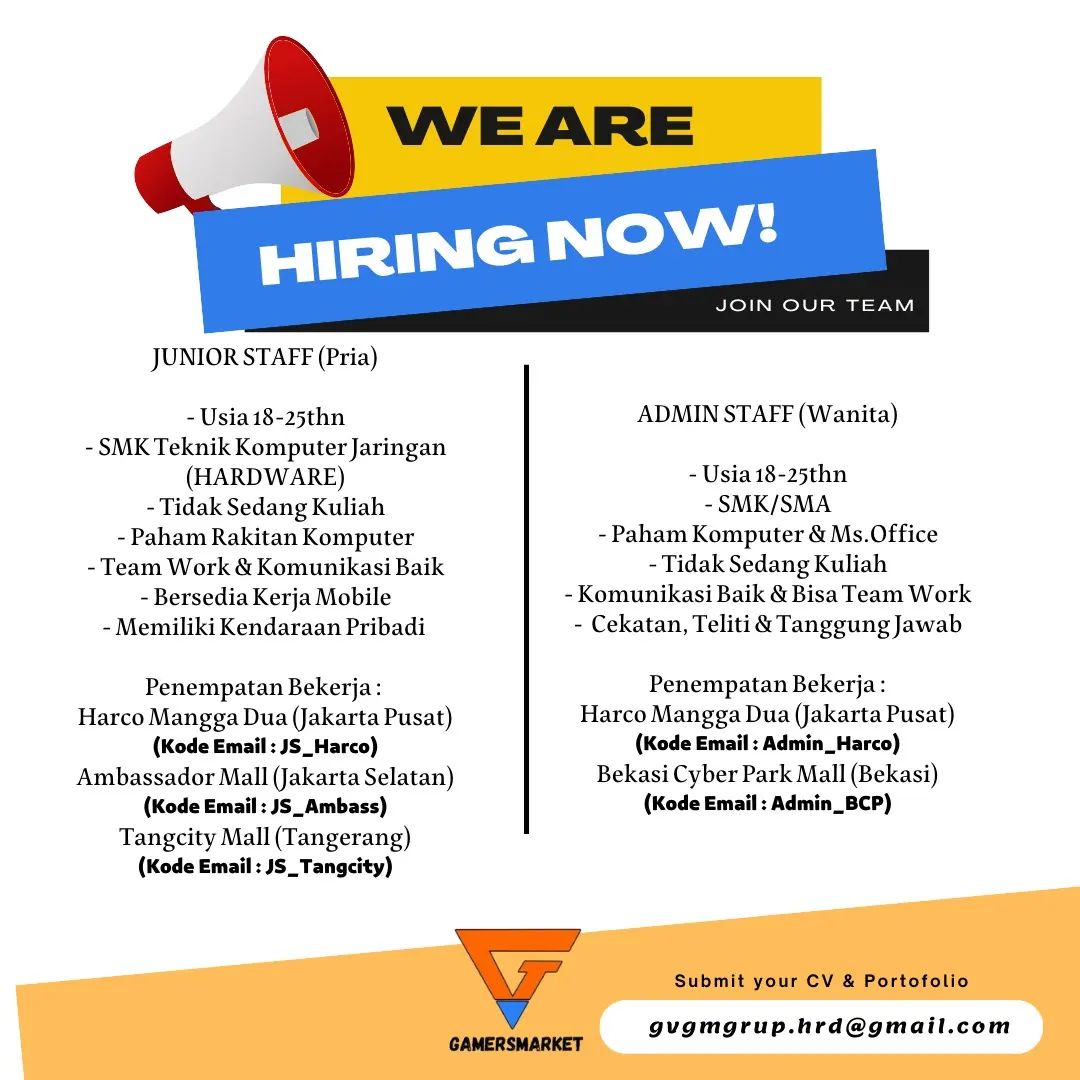 WE ARE
HIRING NOW!
JOIN OUR TEAM
JUNIOR STAFF (Pria)
- Usia 18-25thn
- SMK Teknik Komputer Jaringan
(HARDWARE)
- Tidak Sedang Kuliah
- Paham Rakitan Komputer
- Team Work & Komunikasi Baik
- Bersedia Kerja Mobile
- Memiliki Kendaraan Pribadi
Penempatan Bekerja :
Harco Mangga Dua (Jakarta Pusat)
(Kode Email : JS_Harco)
Ambassador Mall (Jakarta Selatan)
(Kode Email : JS_Ambass)
Tangcity Mall (Tangerang)
(Kode Email : JS_Tangcity)
ADMIN STAFF (Wanita)
- Usia 18-25thn
- SMK/SMA
- Paham Komputer & Ms.Office
- Tidak Sedang Kuliah
- Komunikasi Baik & Bisa Team Work
- Cekatan, Teliti & Tanggung Jawab
Penempatan Bekerja :
Harco Mangga Dua (Jakarta Pusat)
(Kode Email : Admin_Harco)
Bekasi Cyber Park Mall (Bekasi)
(Kode Email : Admin_BCP)
GAMERSMARKET
Submit your CV & Portofolio
gvgmgrup.hrd@gmail.com